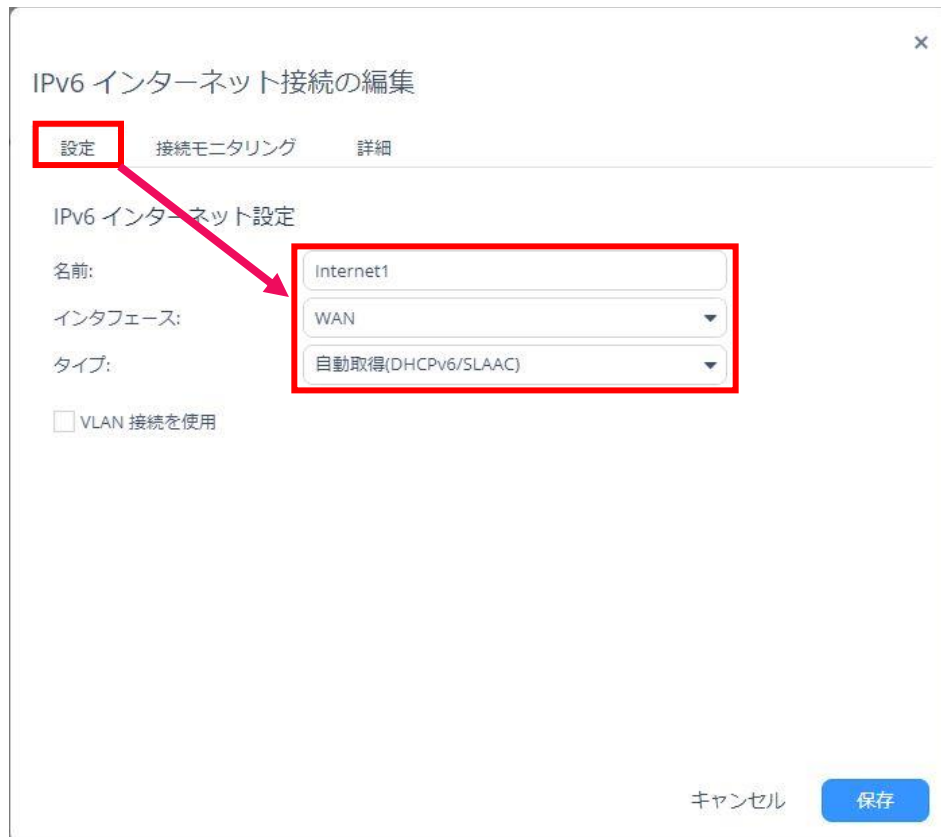 IPv6 インターネット接続の編集
設定 接続モニタリング 詳細
IPv6 インターネット設定
名前: Internet1
インタフェース: WAN
タイプ: 自動取得(DHCPv6/SLAAC)
VLAN 接続を使用
キャンセル 保存